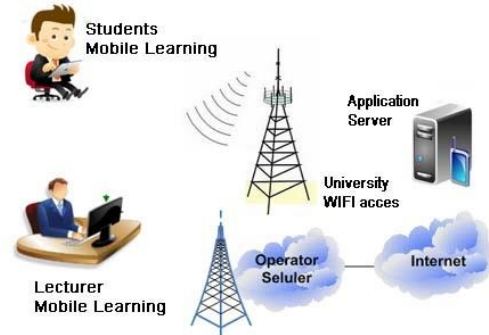 Students
Mobile Learning
Application
Server
University
WIFI acces
Operator
Seluler
Internet
Lecturer
Mobile Learning